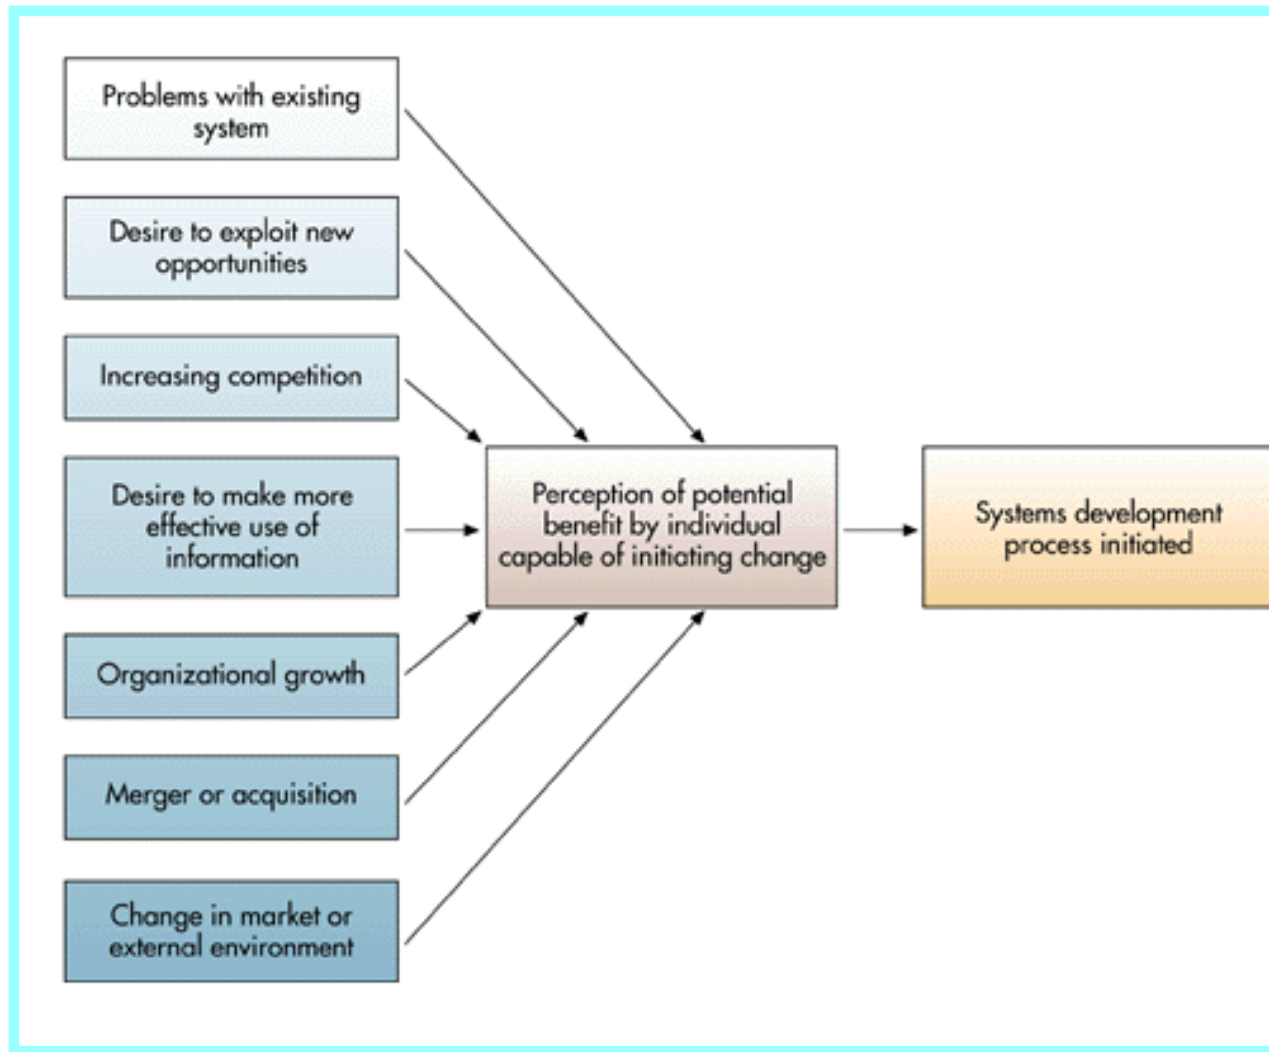 Problems with existing
system
Desire to exploit new
opportunities
Increasing competition
Desire to make more
effective use of
information
Organizational growth
Merger or acquisition
Change in market or
external environment
Perception of potential
benefit by individual
capable of initiating change
Systems development
process initiated